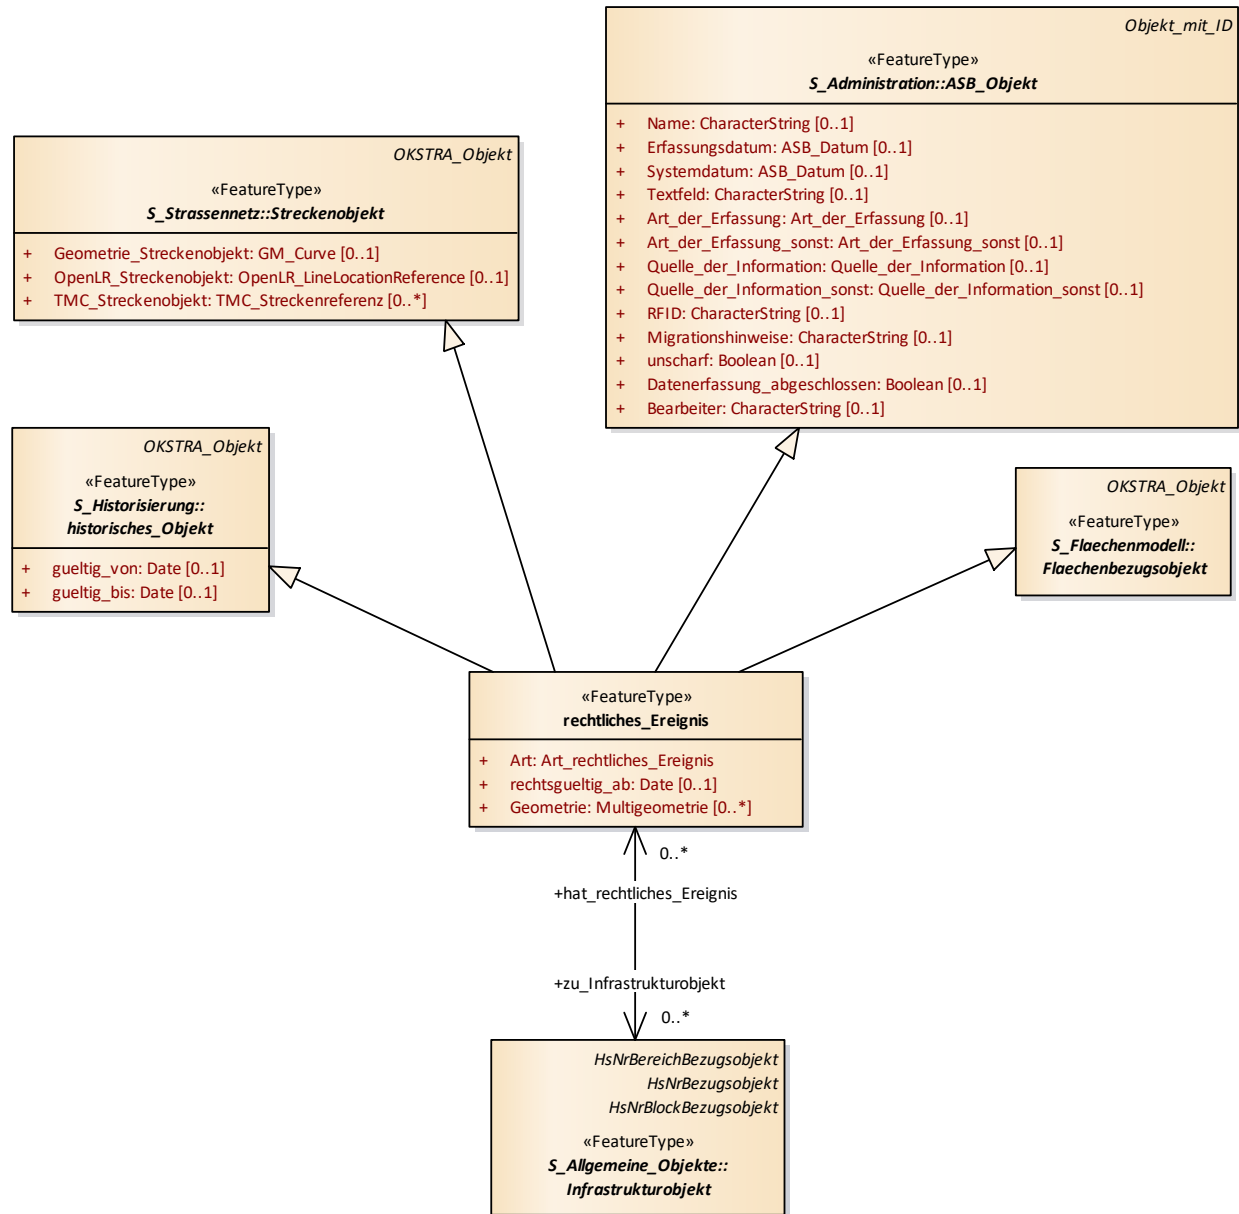 Objekt_mit_ID
«FeatureType»
S_Administration::ASB_Objekt
+ Name: CharacterString [0..1]
+ Erfassungsdatum: ASB_Datum [0..1]
+ Systemdatum: ASB_Datum [0..1]
+ Textfeld: CharacterString [0..1]
+ Art_der_Erfassung: Art_der_Erfassung [0..1]
+ Art_der_Erfassung_sonst: Art_der_Erfassung_sonst [0..1]
+ Quelle_der_Information: Quelle_der_Information [0..1]
+ Quelle_der_Information_sonst: Quelle_der_Information_sonst [0..1]
+ RFID: CharacterString [0..1]
+ Migrationshinweise: CharacterString [0..1]
+ unscharf: Boolean [0..1]
+ Datenerfassung_abgeschlossen: Boolean [0..1]
+ Bearbeiter: CharacterString [0..1]
OKSTRA_Objekt
«FeatureType»
S_Strassennetz::Streckenobjekt
+ Geometrie_Streckenobjekt: GM_Curve [0..1]
+ OpenLR_Streckenobjekt: OpenLR_LineLocationReference [0..1]
+ TMC_Streckenobjekt: TMC_Streckenreferenz [0..*]
OKSTRA_Objekt
«FeatureType»
S_Historisierung::
historisches_Objekt
+ gueltig_von: Date [0..1]
+ gueltig_bis: Date [0..1]
OKSTRA_Objekt
«FeatureType»
S_Flaechenmodell::
Flaechenbezugsobjekt
«FeatureType»
rechtliches_Ereignis
+ Art: Art_rechtliches_Ereignis
+ rechtsgueltig_ab: Date [0..1]
+ Geometrie: Multigeometrie [0..*]
0..*
+hat_rechtliches_Ereignis
+zu_Infrastrukturobjekt
0..*
HsNrBereichBezugsobjekt
HsNrBezugsobjekt
HsNrBlockBezugsobjekt
«FeatureType»
S_Allgemeine_Objekte::
Infrastrukturobjekt